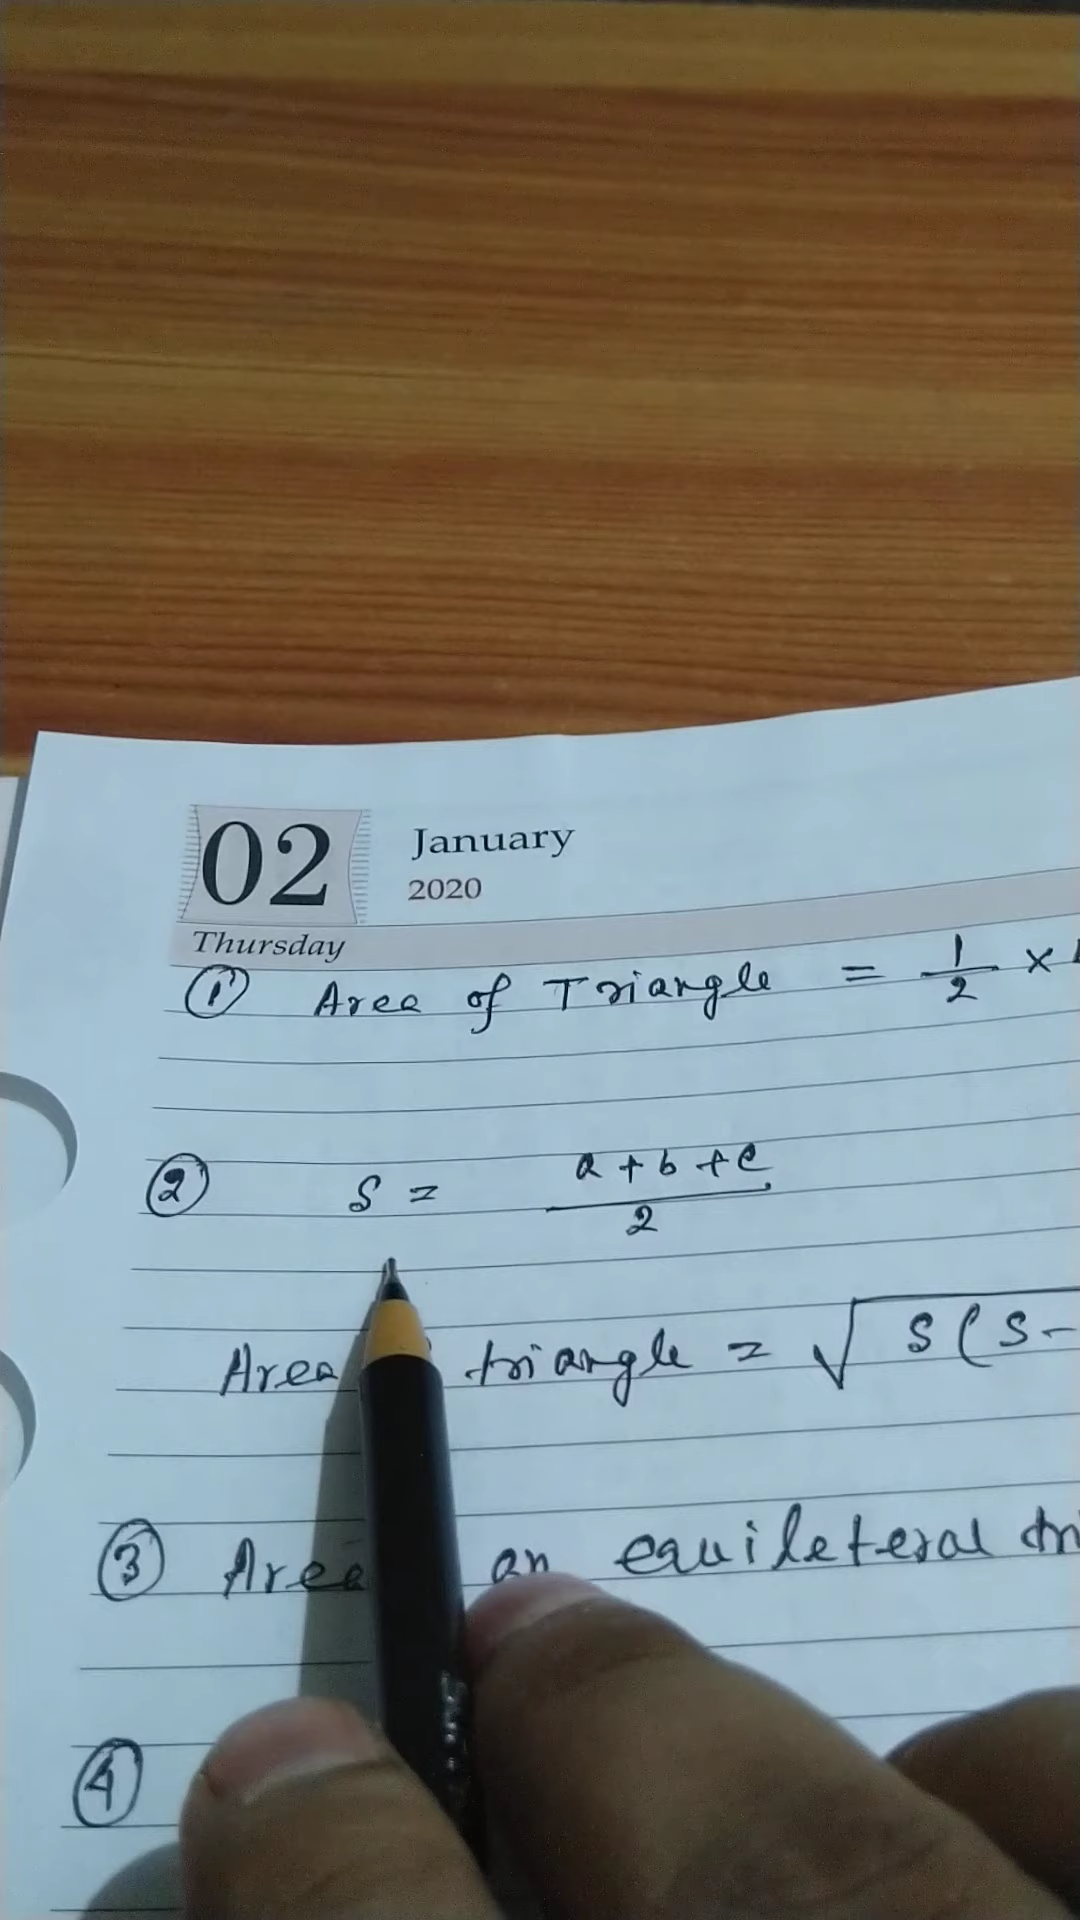 02
January
2020
Thursday
① Area of Triangle = 1/2 ×
② S = a+b+c/2
Area triangle = √S(S-
③ Area an equileteral
④